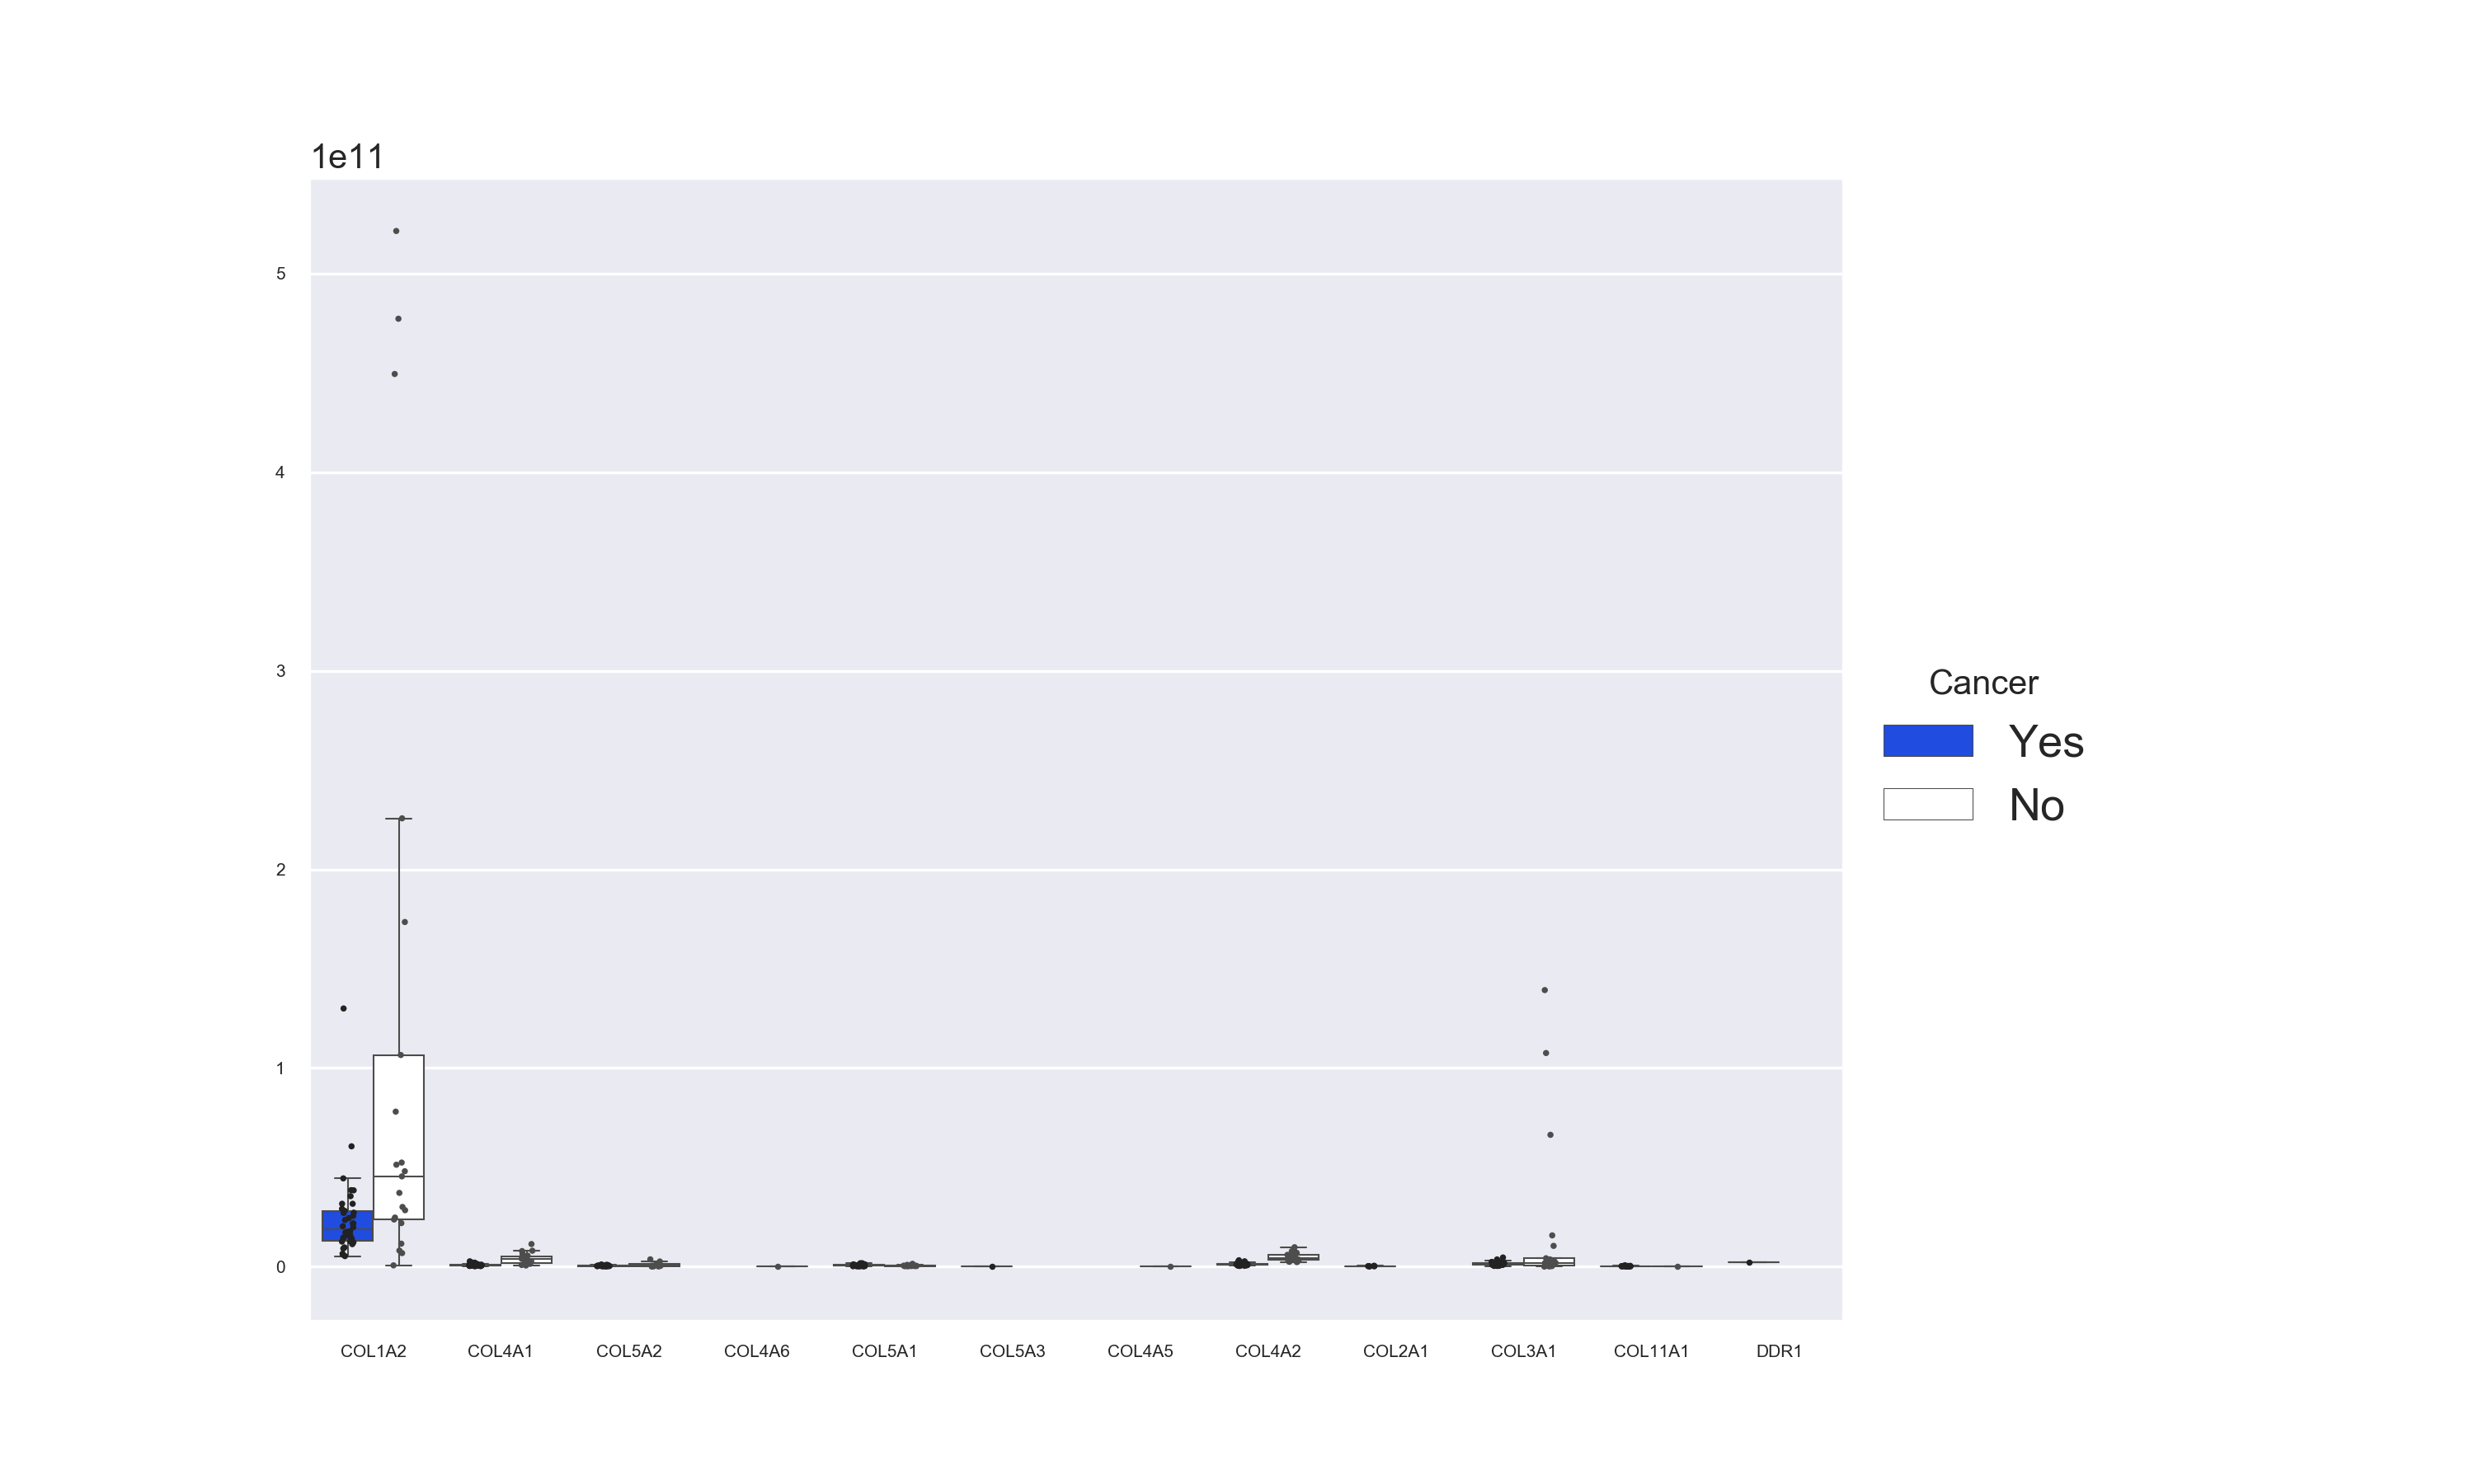 1e11
5
4
3
2
1
0
COL1A2 COL4A1 COL5A2 COL4A6 COL5A1 COL5A3 COL4A5 COL4A2 COL2A1 COL3A1 COL11A1 DDR1
Cancer
Yes
No